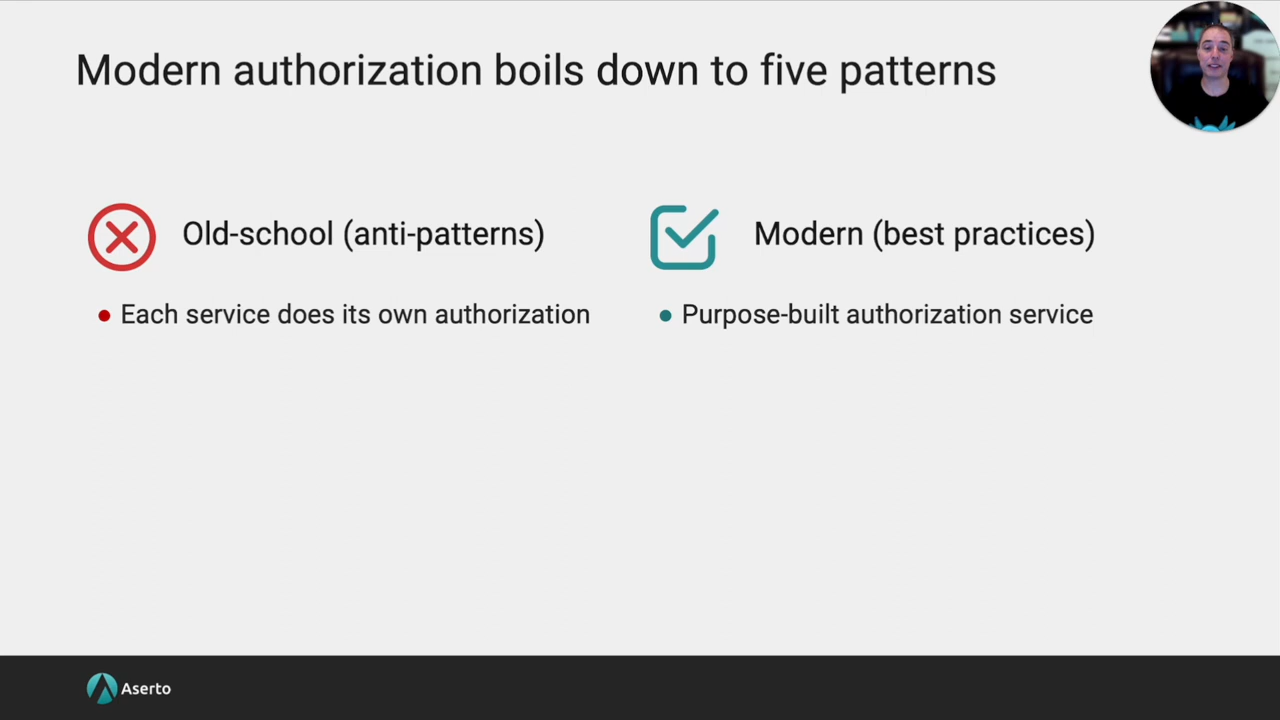 Modern authorization boils down to five patterns
Old-school (anti-patterns)
Each service does its own authorization
Modern (best practices)
Purpose-built authorization service
Aserto